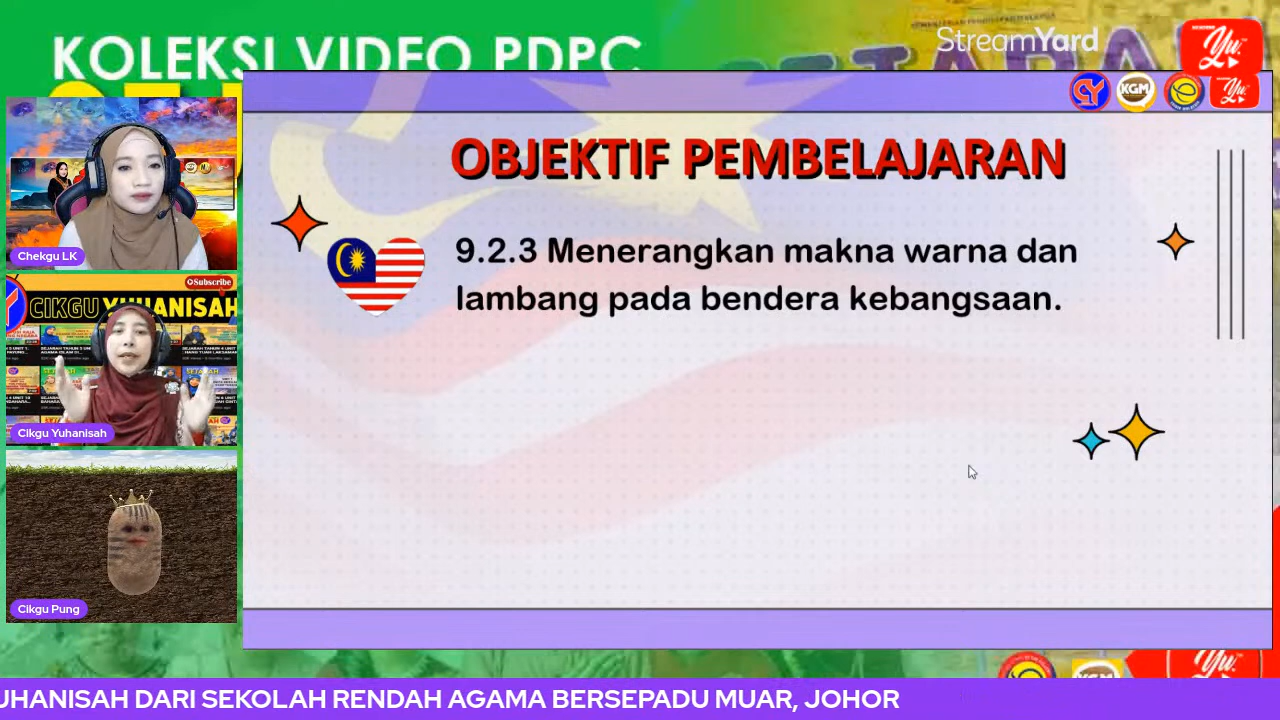 KOLEKSI VIDEO PDPC
StreamYard
KGM
OBJEKTIF PEMBELAJARAN
9.2.3 Menerangkan makna warna dan
lambang pada bendera kebangsaan.
Chekgu LK
Subscribe
CIKGU YUHANISAH
Cikgu Yuhanisah
Cikgu Pung
UHANISAH DARI SEKOLAH RENDAH AGAMA BERSEPADU MUAR, JOHOR